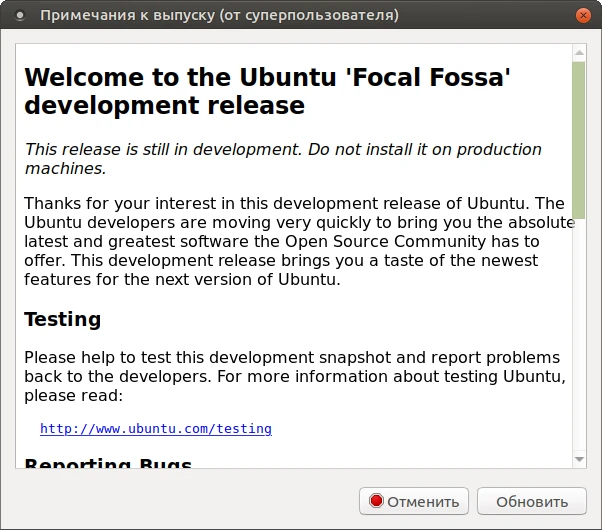 Примечания к выпуску (от суперпользователя)
Welcome to the Ubuntu 'Focal Fossa'
development release
This release is still in development. Do not install it on production
machines.
Thanks for your interest in this development release of Ubuntu. The
Ubuntu developers are moving very quickly to bring you the absolute
latest and greatest software the Open Source Community has to
offer. This development release brings you a taste of the newest
features for the next version of Ubuntu.
Testing
Please help to test this development snapshot and report problems
back to the developers. For more information about testing Ubuntu,
please read:
http://www.ubuntu.com/testing
Reporting Bugs
Отменить
Обновить